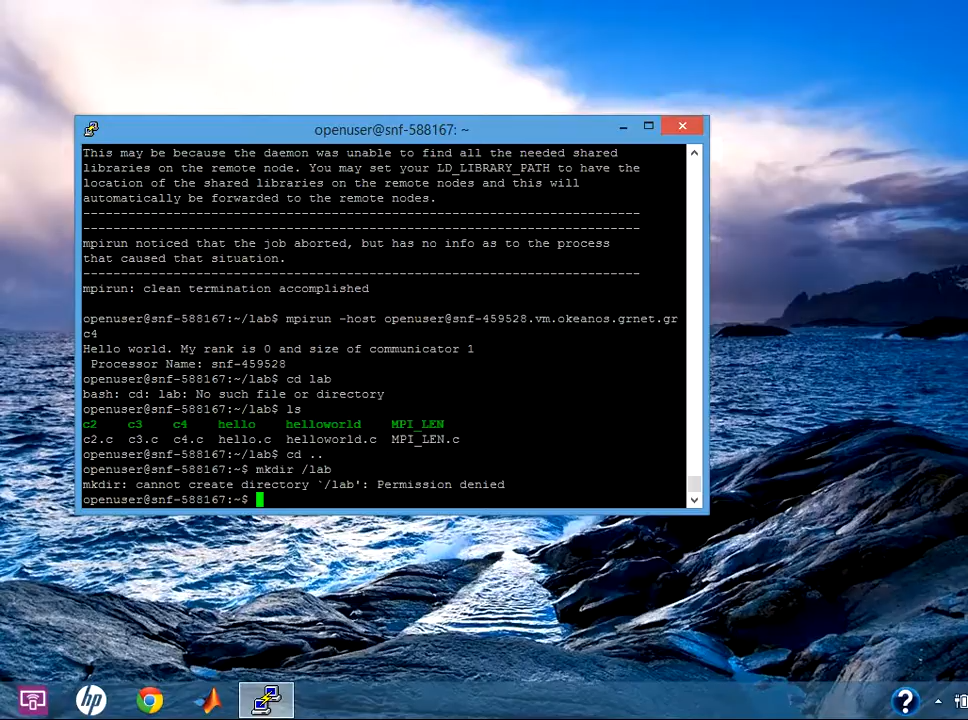 openuser@snf-588167: ~
This may be because the daemon was unable to find all the needed shared
libraries on the remote node. You may set your LD_LIBRARY_PATH to have the
location of the shared libraries on the remote nodes and this will
automatically be forwarded to the remote nodes.
--------------------------------------------------------------------------
--------------------------------------------------------------------------
mpirun noticed that the job aborted, but has no info as to the process
that caused that situation.
--------------------------------------------------------------------------
mpirun: clean termination accomplished
openuser@snf-588167:~/lab$ mpirun -host openuser@snf-459528.vm.okeanos.grnet.gr
c4
Hello world. My rank is 0 and size of communicator 1
Processor Name: snf-459528
openuser@snf-588167:~/lab$ cd lab
bash: cd: lab: No such file or directory
openuser@snf-588167:~/lab$ ls
c2 c3 c4 hello helloworld MPI_LEN
c2.c c3.c c4.c hello.c helloworld.c MPI_LEN.c
openuser@snf-588167:~/lab$ cd ..
openuser@snf-588167:~$ mkdir /lab
mkdir: cannot create directory `/lab': Permission denied
openuser@snf-588167:~$
hp
?